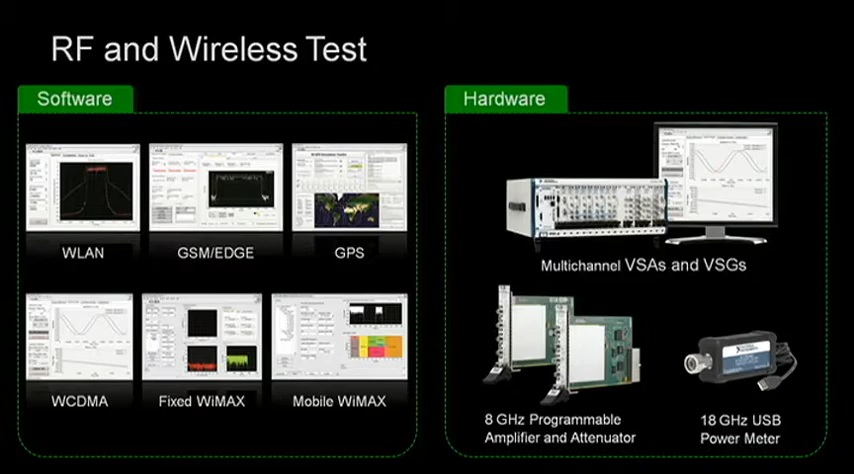 RF and Wireless Test
Software
WLAN
GSM/EDGE
GPS
WCDMA
Fixed WiMAX
Mobile WiMAX
Hardware
Multichannel VSAs and VSGs
8 GHz Programmable
Amplifier and Attenuator
18 GHz USB
Power Meter